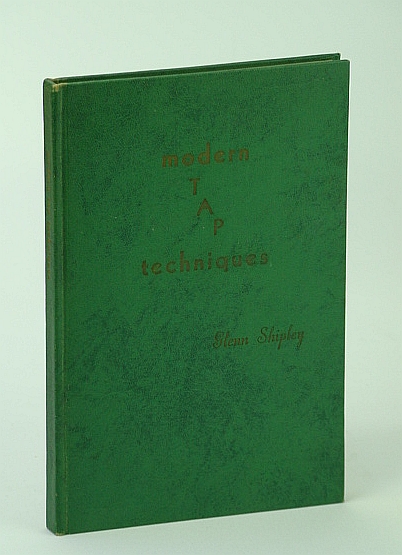 modern
T
A
P
techniques
Glenn Shipley